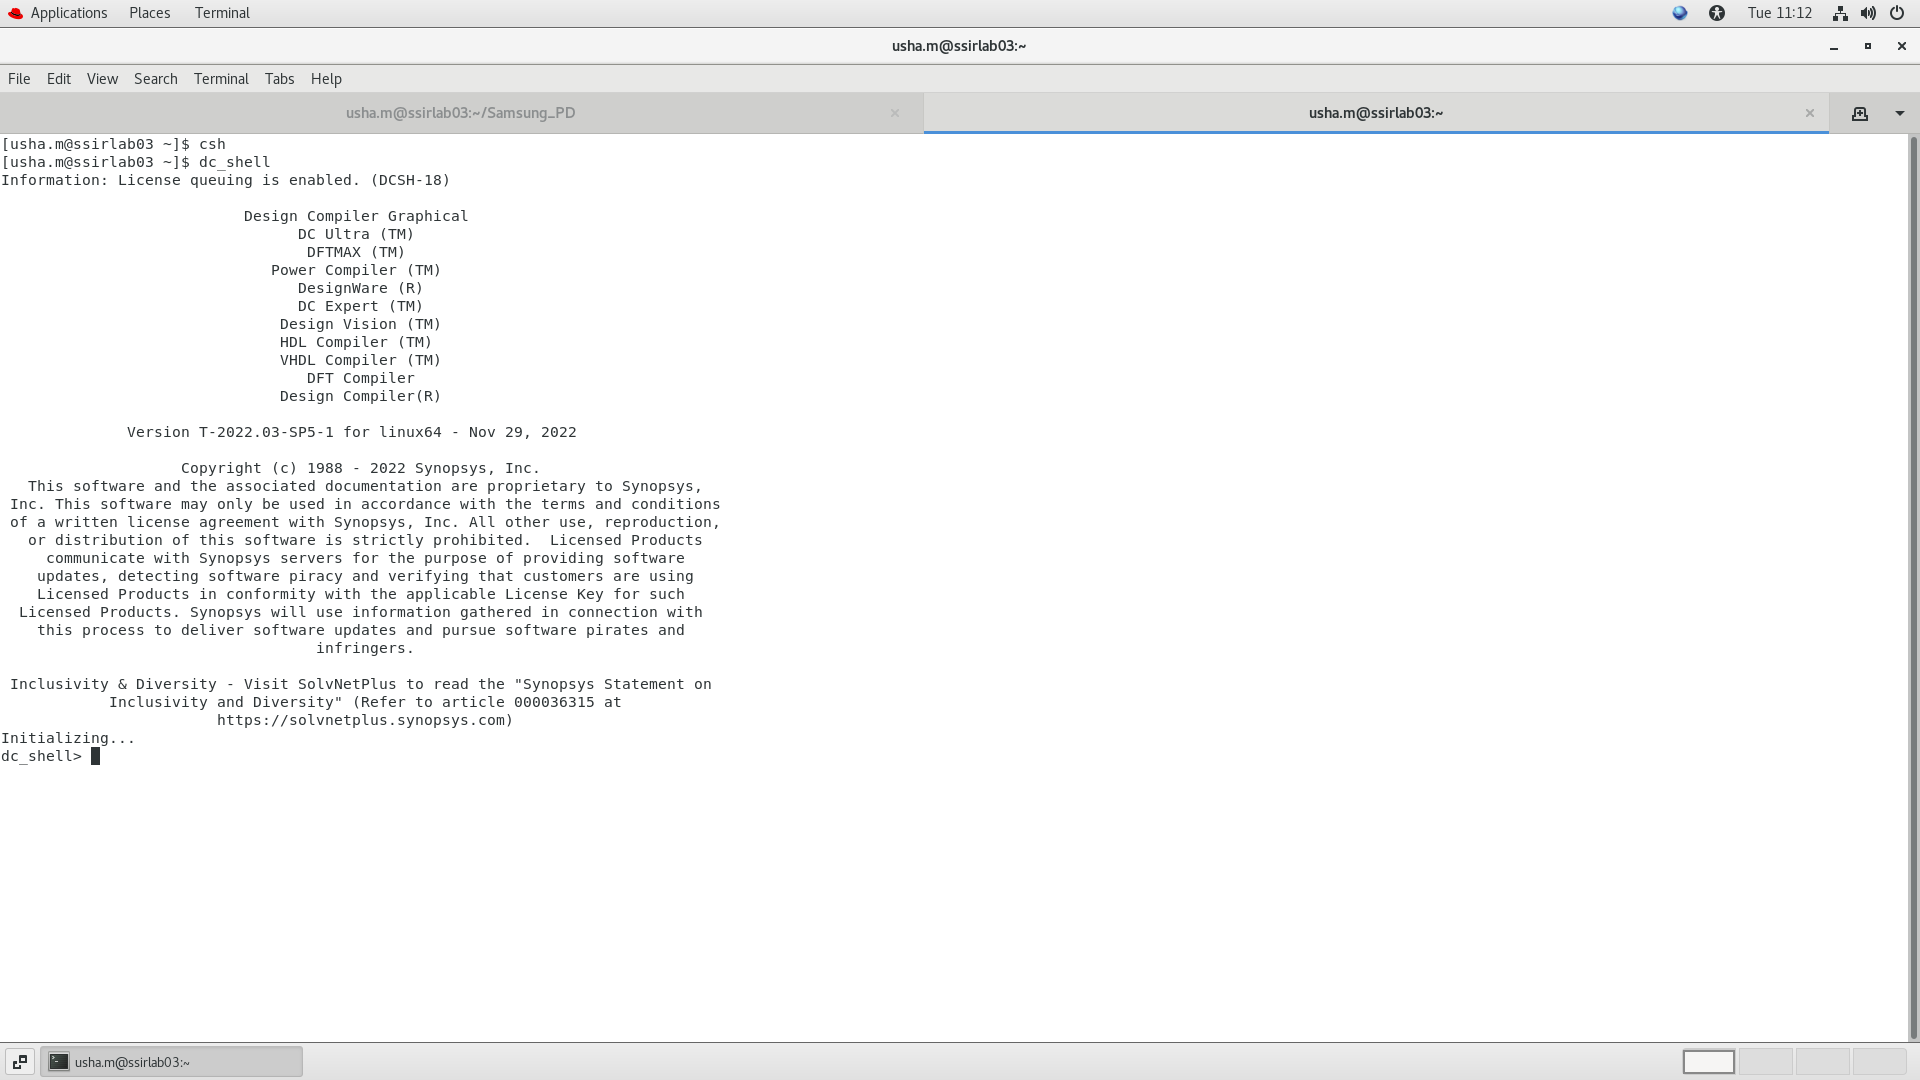 Applications Places Terminal Tue 11:12
usha.m@ssirlab03:~
File Edit View Search Terminal Tabs Help
usha.m@ssirlab03:~/Samsung_PD usha.m@ssirlab03:~
[usha.m@ssirlab03 ~]$ csh
[usha.m@ssirlab03 ~]$ dc_shell
Information: License queuing is enabled. (DCSH-18)
Design Compiler Graphical
DC Ultra (TM)
DFTMAX (TM)
Power Compiler (TM)
DesignWare (R)
DC Expert (TM)
Design Vision (TM)
HDL Compiler (TM)
VHDL Compiler (TM)
DFT Compiler
Design Compiler(R)
Version T-2022.03-SP5-1 for linux64 - Nov 29, 2022
Copyright (c) 1988 - 2022 Synopsys, Inc.
This software and the associated documentation are proprietary to Synopsys,
Inc. This software may only be used in accordance with the terms and conditions
of a written license agreement with Synopsys, Inc. All other use, reproduction,
or distribution of this software is strictly prohibited.  Licensed Products
communicate with Synopsys servers for the purpose of providing software
updates, detecting software piracy and verifying that customers are using
Licensed Products in conformity with the applicable License Key for such
Licensed Products. Synopsys will use information gathered in connection with
this process to deliver software updates and pursue software pirates and
infringers.
Inclusivity & Diversity - Visit SolvNetPlus to read the "Synopsys Statement on
Inclusivity and Diversity" (Refer to article 000036315 at
https://solvnetplus.synopsys.com)
Initializing...
dc_shell>
usha.m@ssirlab03:~